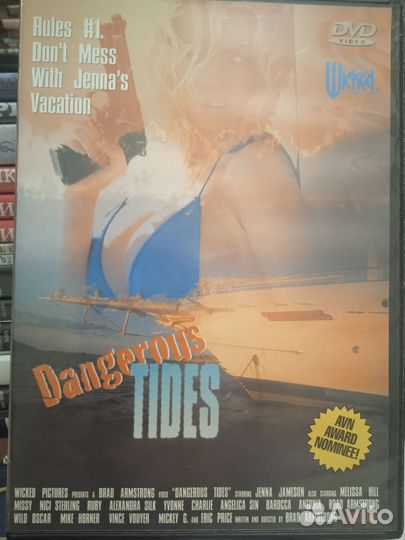 Rules #1.
Don't Mess
With Jenna's
Vacation
DVD
VIDEO
Wicked
Dangerous
TIDES
AVN
AWARD
NOMINEE!
WICKED PICTURES PRESENTS A BRAD ARMSTRONG VIDEO "DANGEROUS TIDES" STARRING JENNA JAMESON ALSO STARRING MELISSA HILL
MISSY NICI STERLING RUBY ALEXANDRA SILK YVONNE CHARLIE ANGELICA SIN BAROCCA ANTONIA BRAD ARMSTRONG
WILD OSCAR MIKE HORNER VINCE VOUYER MICKEY G. AND ERIC PRICE WRITTEN AND DIRECTED BY BRAD ARMSTRONG
Avito